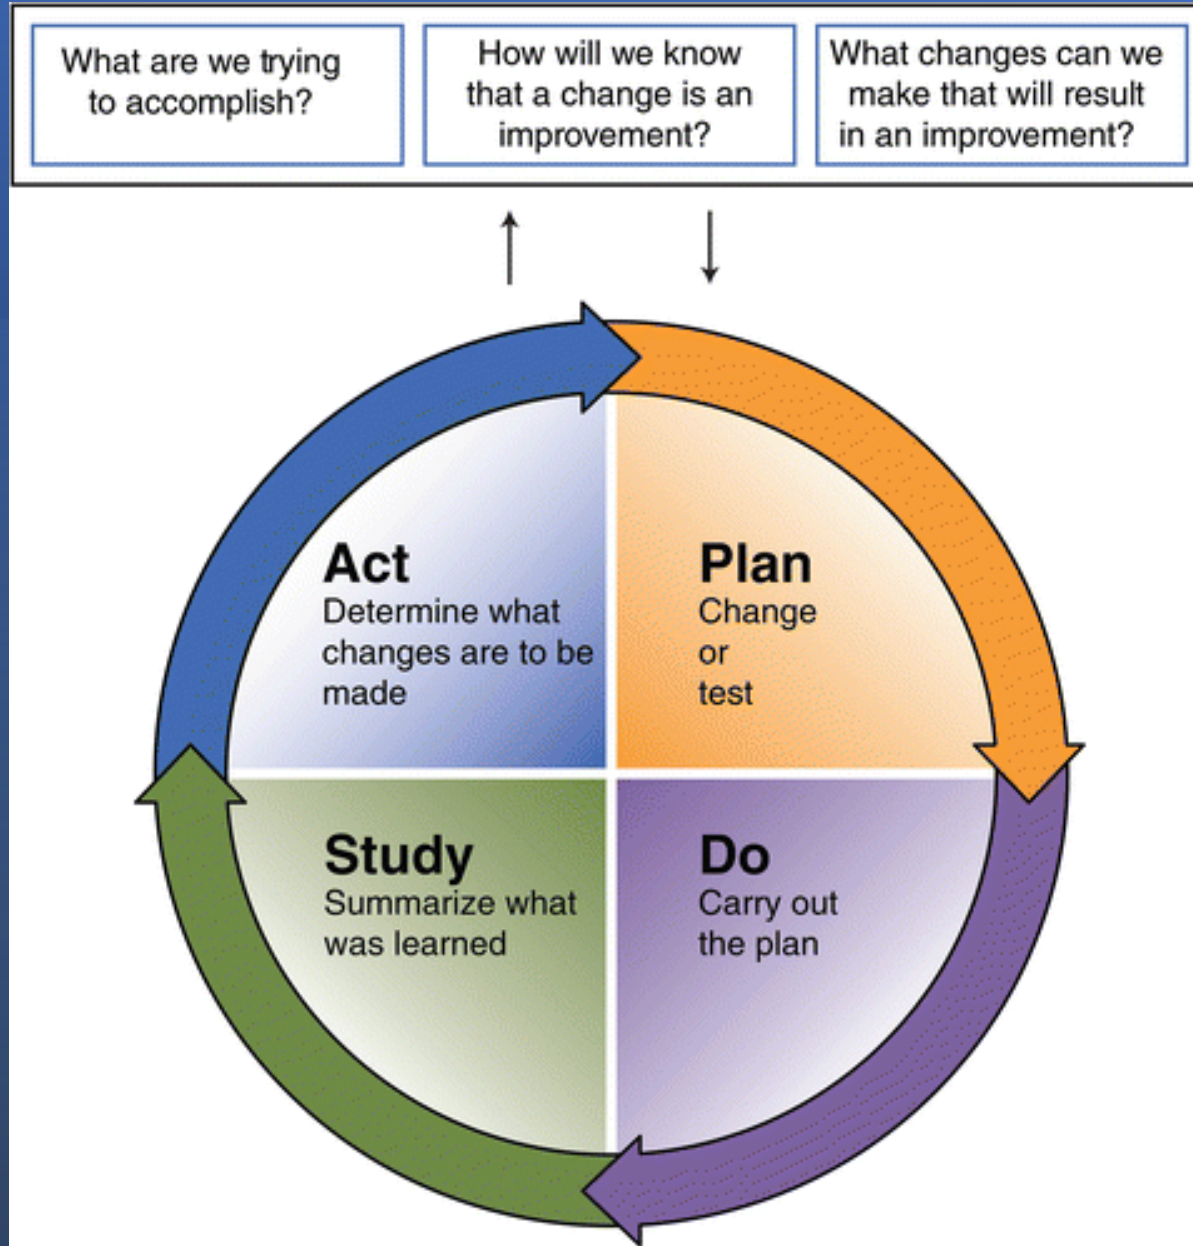 What are we trying
to accomplish?
How will we know
that a change is an
improvement?
What changes can we
make that will result
in an improvement?
Act
Determine what
changes are to be
made
Plan
Change
or
test
Study
Summarize what
was learned
Do
Carry out
the plan